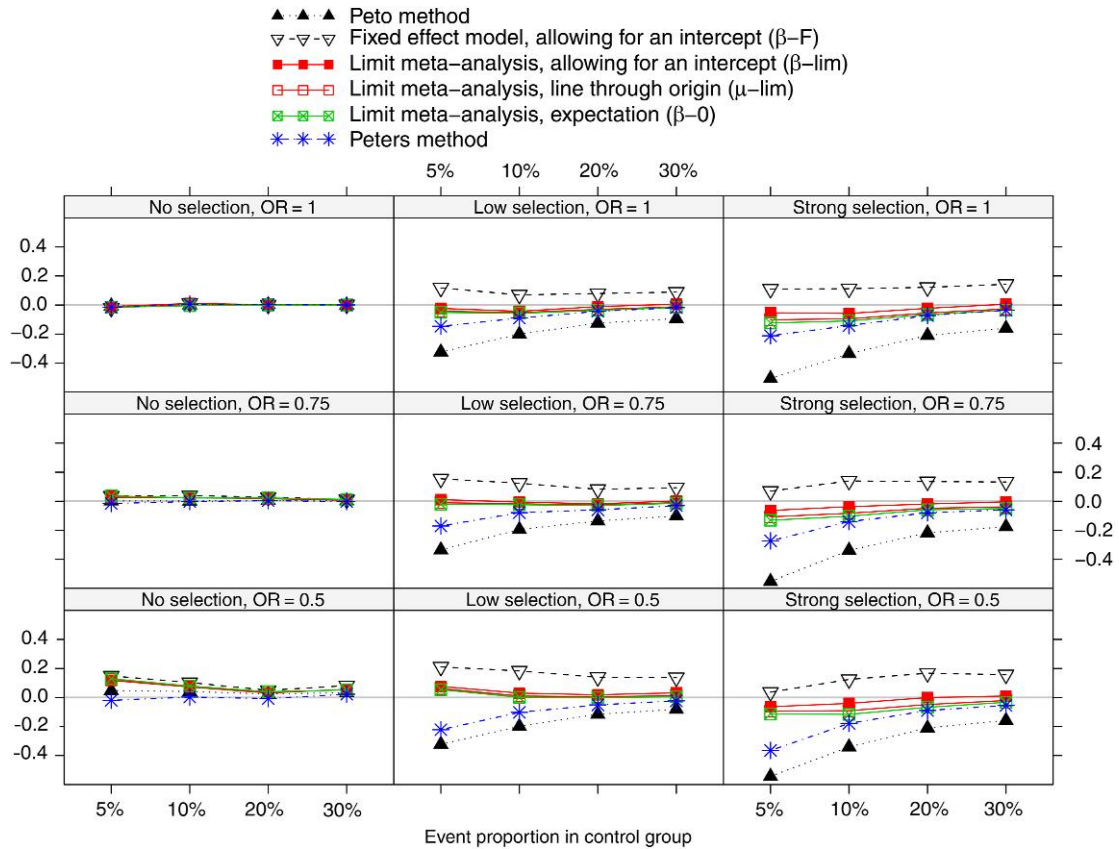 Peto method
Fixed effect model, allowing for an intercept (β−F)
Limit meta−analysis, allowing for an intercept (β−lim)
Limit meta−analysis, line through origin (μ−lim)
Limit meta−analysis, expectation (β−0)
Peters method
5% 10% 20% 30%
No selection, OR = 1 Low selection, OR = 1 Strong selection, OR = 1
0.4
0.2
0.0
−0.2
−0.4
No selection, OR = 0.75 Low selection, OR = 0.75 Strong selection, OR = 0.75
0.4
0.2
0.0
−0.2
−0.4
No selection, OR = 0.5 Low selection, OR = 0.5 Strong selection, OR = 0.5
0.4
0.2
0.0
−0.2
−0.4
5% 10% 20% 30% 5% 10% 20% 30%
Event proportion in control group